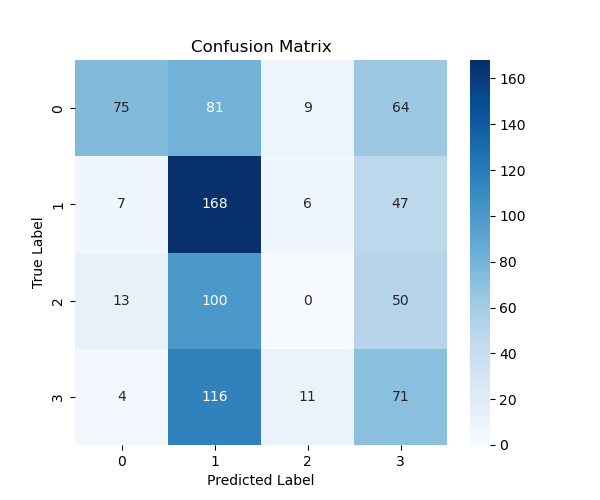 Confusion Matrix
True Label
0 75 81 9 64
1 7 168 6 47
2 13 100 0 50
3 4 116 11 71
0 1 2 3
Predicted Label
160
140
120
100
80
60
40
20
0